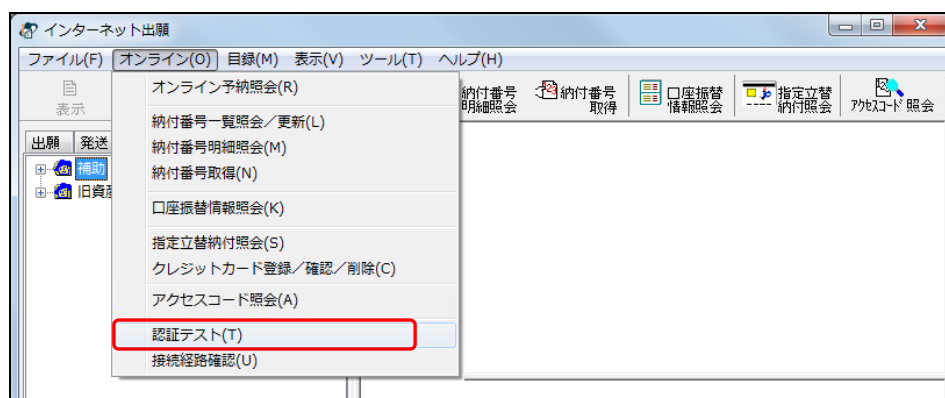 インターネット出願
ファイル(F) オンライン(O) 目録(M) 表示(V) ツール(T) ヘルプ(H)
表示
納付番号
明細照会
納付番号
取得
口座振替
情報照会
指定立替
納付照会
アクセスコード 照会
出願 発送
補助
旧資産
オンライン予納照会(R)
納付番号一覧照会／更新(L)
納付番号明細照会(M)
納付番号取得(N)
口座振替情報照会(K)
指定立替納付照会(S)
クレジットカード登録／確認／削除(C)
アクセスコード照会(A)
認証テスト(T)
接続経路確認(U)